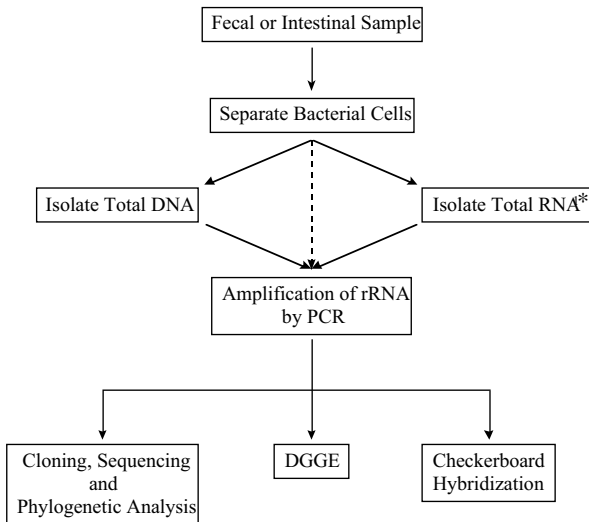 Fecal or Intestinal Sample
Separate Bacterial Cells
Isolate Total DNA
Isolate Total RNA*
Amplification of rRNA
by PCR
Cloning, Sequencing
and
Phylogenetic Analysis
DGGE
Checkerboard
Hybridization